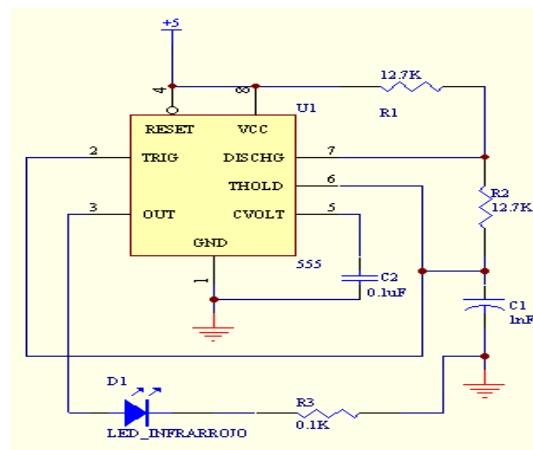 +5
4
8
12.7K
U1
R1
RESET
VCC
2
TRIG
DISCHG
7
THOLD
6
R2
12.7K
3
OUT
CVOLT
5
GND
1
555
C2
0.1uF
C1
1nF
D1
R3
0.1K
LED_INFRARROJO